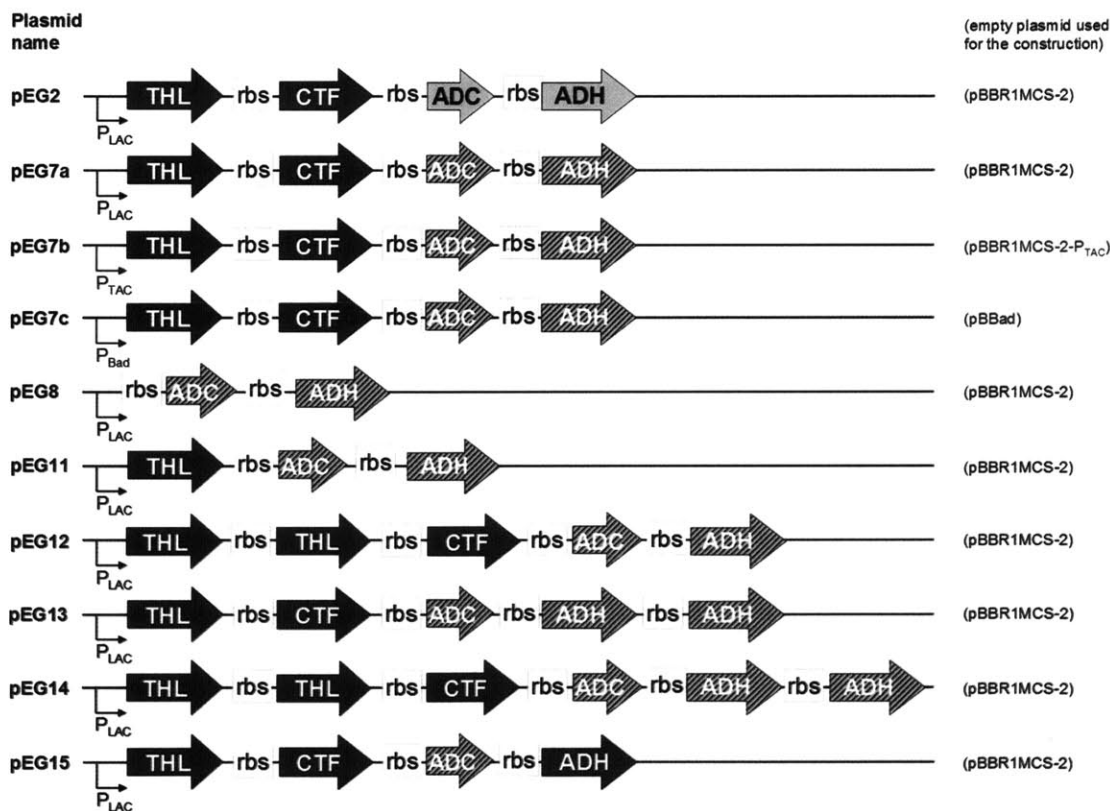 Plasmid name
(empty plasmid used for the construction)
pEG2 THL rbs CTF rbs ADC rbs ADH (pBBR1MCS-2)
PLAC
pEG7a THL rbs CTF rbs ADC rbs ADH (pBBR1MCS-2)
PLAC
pEG7b THL rbs CTF rbs ADC rbs ADH (pBBR1MCS-2-PTAC)
PTAC
pEG7c THL rbs CTF rbs ADC rbs ADH (pBBad)
PBad
pEG8 rbs ADC rbs ADH (pBBR1MCS-2)
PLAC
pEG11 THL rbs ADC rbs ADH (pBBR1MCS-2)
PLAC
pEG12 THL rbs THL rbs CTF rbs ADC rbs ADH (pBBR1MCS-2)
PLAC
pEG13 THL rbs CTF rbs ADC rbs ADH rbs ADH (pBBR1MCS-2)
PLAC
pEG14 THL rbs THL rbs CTF rbs ADC rbs ADH rbs ADH (pBBR1MCS-2)
PLAC
pEG15 THL rbs CTF rbs ADC rbs ADH (pBBR1MCS-2)
PLAC